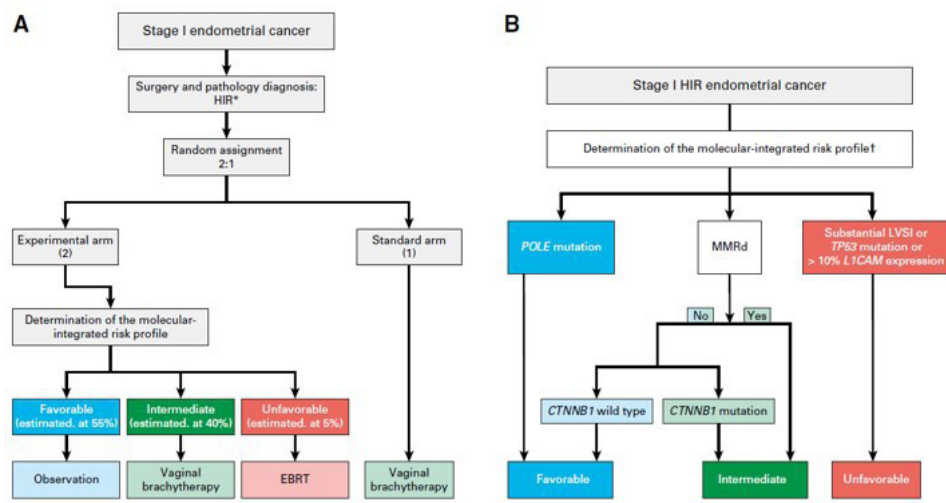 A
Stage I endometrial cancer
Surgery and pathology diagnosis:
HIR*
Random assignment
2:1
Experimental arm
(2)
Standard arm
(1)
Determination of the molecular-
integrated risk profile
Favorable
(estimated. at 55%)
Intermediate
(estimated. at 40%)
Unfavorable
(estimated. at 5%)
Observation
Vaginal
brachytherapy
EBRT
Vaginal
brachytherapy
B
Stage I HIR endometrial cancer
Determination of the molecular-integrated risk profile†
POLE mutation
MMRd
Substantial LVSI or
TP53 mutation or
> 10% L1CAM expression
No
Yes
CTNNB1 wild type
CTNNB1 mutation
Favorable
Intermediate
Unfavorable